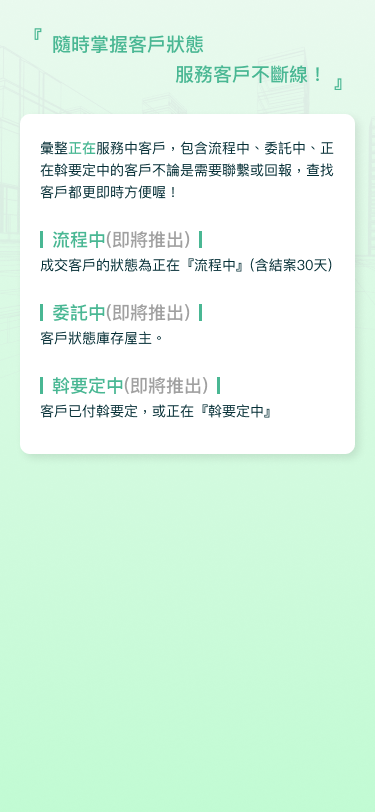 『 隨時掌握客戶狀態
服務客戶不斷線！ 』
彙整正在服務中客戶，包含流程中、委託中、正
在斡要定中的客戶不論是需要聯繫或回報，查找
客戶都更即時方便喔！
流程中(即將推出)
成交客戶的狀態為正在『流程中』(含結案30天)
委託中(即將推出)
客戶狀態庫存屋主。
斡要定中(即將推出)
客戶已付斡要定，或正在『斡要定中』